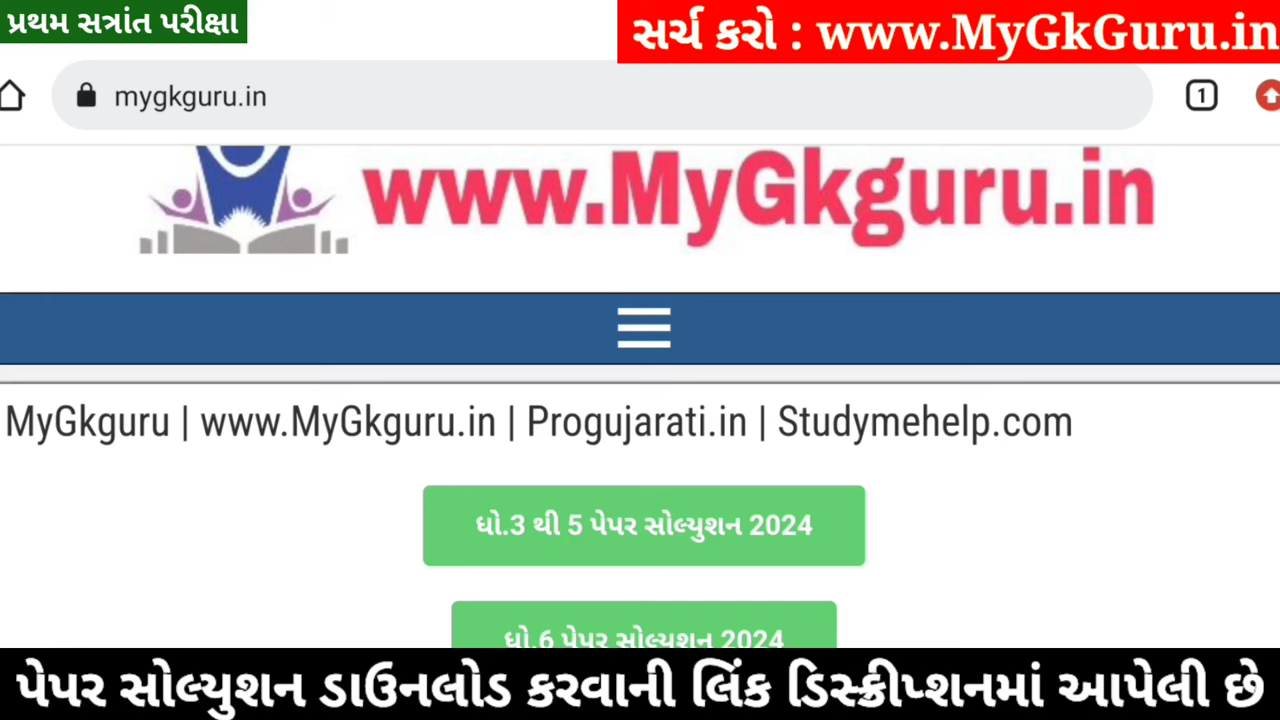 પ્રથમ સત્રાંત પરીક્ષા
સર્ચ કરો : www.MyGkGuru.in
mygkguru.in
1
www.MyGkguru.in
MyGkguru | www.MyGkguru.in | Progujarati.in | Studymehelp.com
ધો.3 થી 5 પેપર સોલ્યુશન 2024
ધો.6 પેપર સોલ્યુશન 2024
પેપર સોલ્યુશન ડાઉનલોડ કરવાની લિંક ડિસ્ક્રીપ્શનમાં આપેલી છે